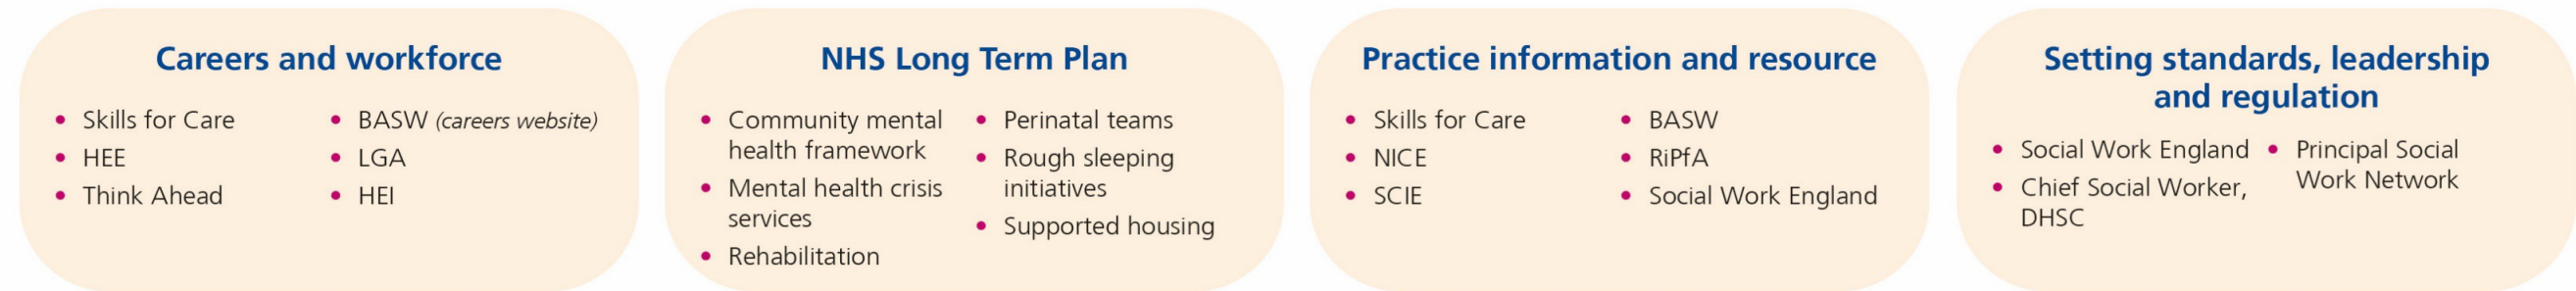 Careers and workforce
• Skills for Care
• HEE
• Think Ahead
• BASW (careers website)
• LGA
• HEI
NHS Long Term Plan
• Community mental
health framework
• Mental health crisis
services
• Rehabilitation
• Perinatal teams
• Rough sleeping
initiatives
• Supported housing
Practice information and resource
• Skills for Care
• NICE
• SCIE
• BASW
• RiPfA
• Social Work England
Setting standards, leadership
and regulation
• Social Work England
• Chief Social Worker,
DHSC
• Principal Social
Work Network